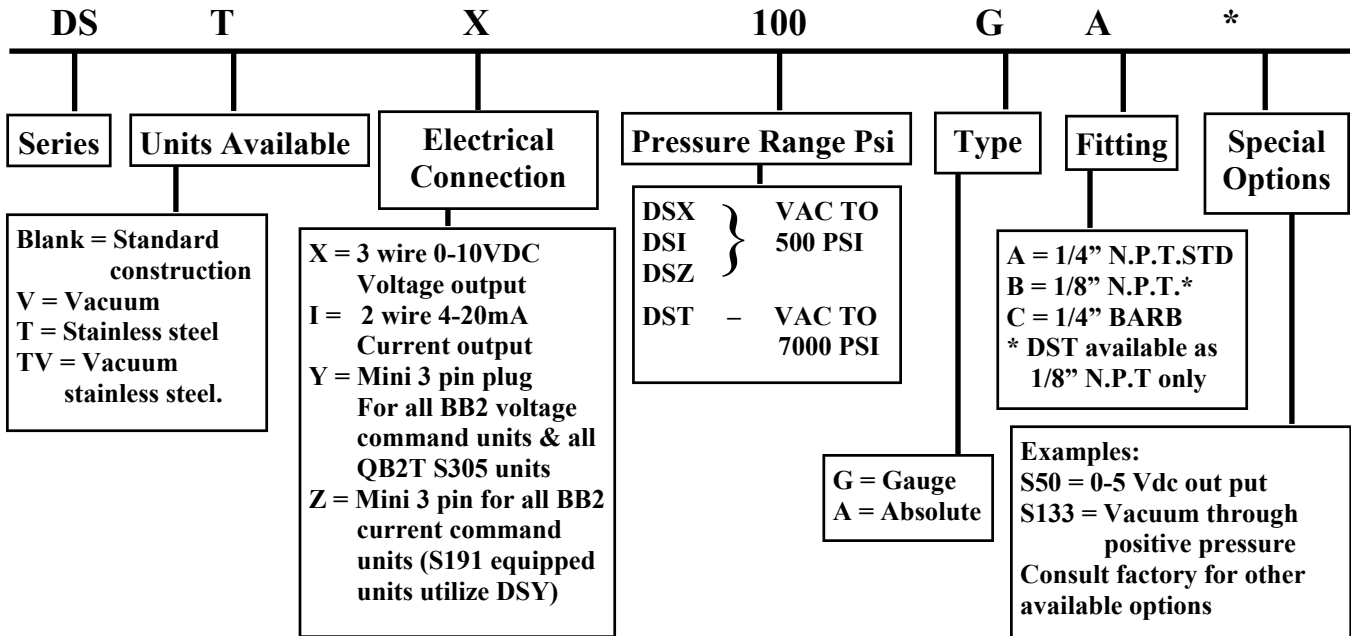 DS T X 100 G A *
Series
Units Available
Electrical
Connection
Pressure Range Psi
Type
Fitting
Special
Options
Blank = Standard
construction
V = Vacuum
T = Stainless steel
TV = Vacuum
stainless steel.
X = 3 wire 0-10VDC
Voltage output
I = 2 wire 4-20mA
Current output
Y = Mini 3 pin plug
For all BB2 voltage
command units & all
QB2T S305 units
Z = Mini 3 pin for all BB2
current command
units (S191 equipped
units utilize DSY)
DSX } VAC TO
DSI 500 PSI
DSZ
DST – VAC TO
7000 PSI
G = Gauge
A = Absolute
A = 1/4” N.P.T.STD
B = 1/8” N.P.T.*
C = 1/4” BARB
* DST available as
1/8” N.P.T only
Examples:
S50 = 0-5 Vdc out put
S133 = Vacuum through
positive pressure
Consult factory for other
available options